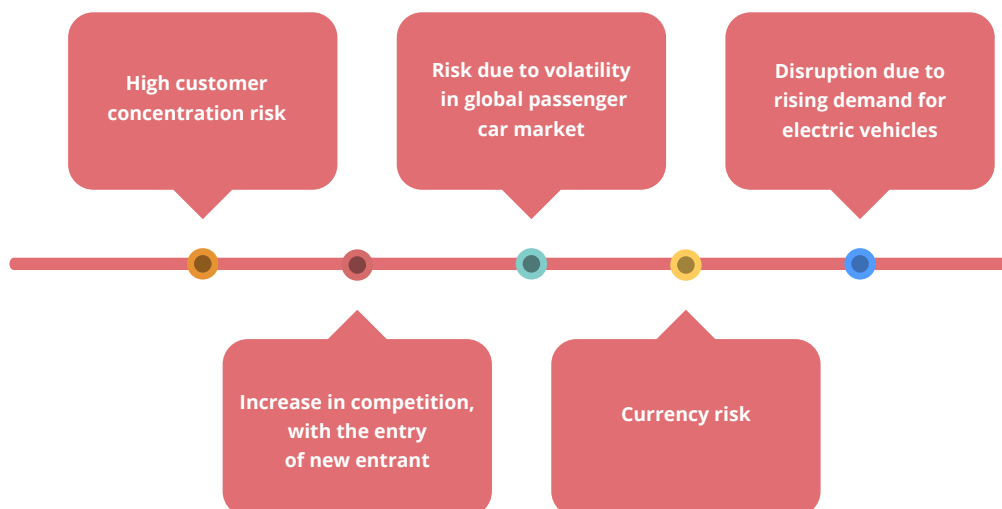 High customer
concentration risk
Risk due to volatility
in global passenger
car market
Disruption due to
rising demand for
electric vehicles
Increase in competition,
with the entry
of new entrant
Currency risk